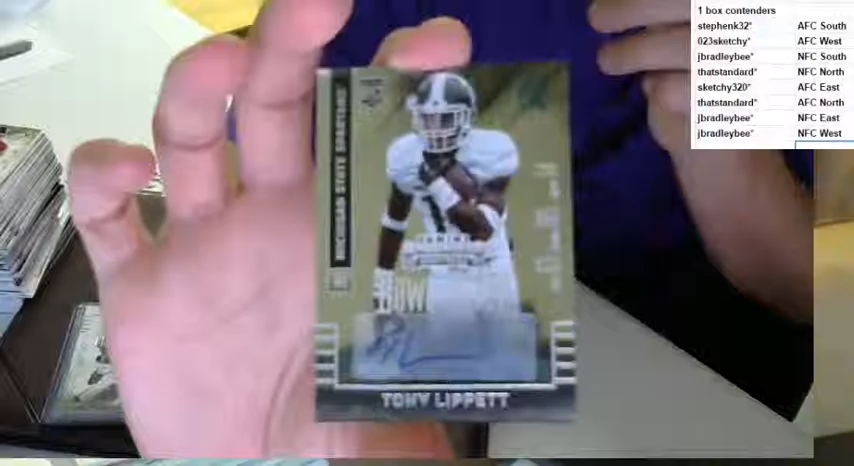 1 box contenders
stephenk32* AFC South
023sketchy* AFC West
jbradleybee* NFC South
thatstandard* NFC North
sketchy320* AFC East
thatstandard* AFC North
jbradleybee* NFC East
jbradleybee* NFC West
MICHIGAN STATE SPARTANS
TONY LIPPETT